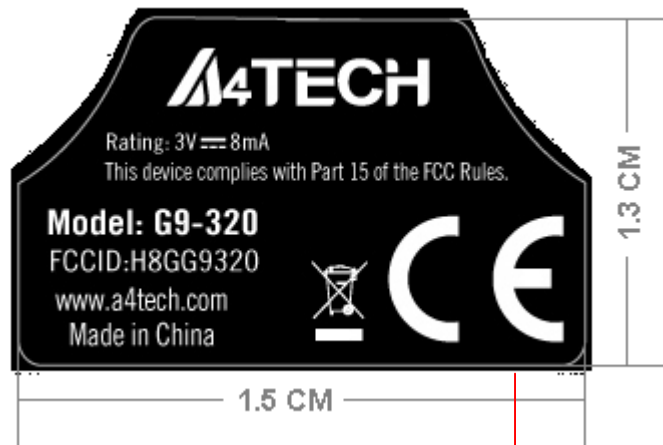 A4TECH
Rating: 3V 8mA
This device complies with Part 15 of the FCC Rules.
Model: G9-320
FCCID:H8GG9320
www.a4tech.com
Made in China
CE
1.3 CM
1.5 CM